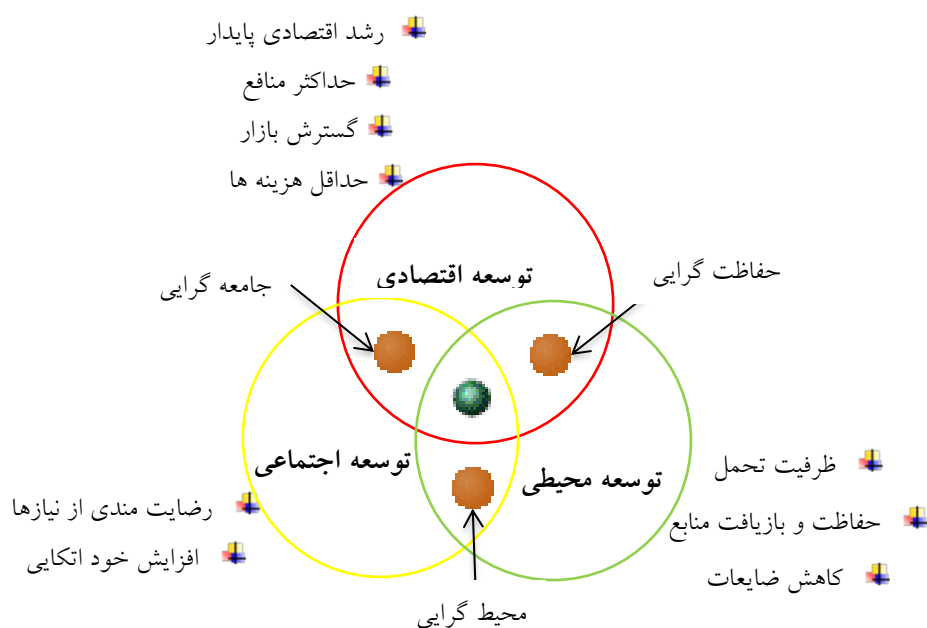 رشد اقتصادی پایدار
حداکثر منافع
گسترش بازار
حداقل هزینه ها
حفاظت گرایی
توسعه اقتصادی
جامعه گرایی
توسعه اجتماعی
توسعه محیطی
ظرفیت تحمل
حفاظت و بازیافت منابع
کاهش ضایعات
رضایت مندی از نیازها
افزایش خود اتکایی
محیط گرایی